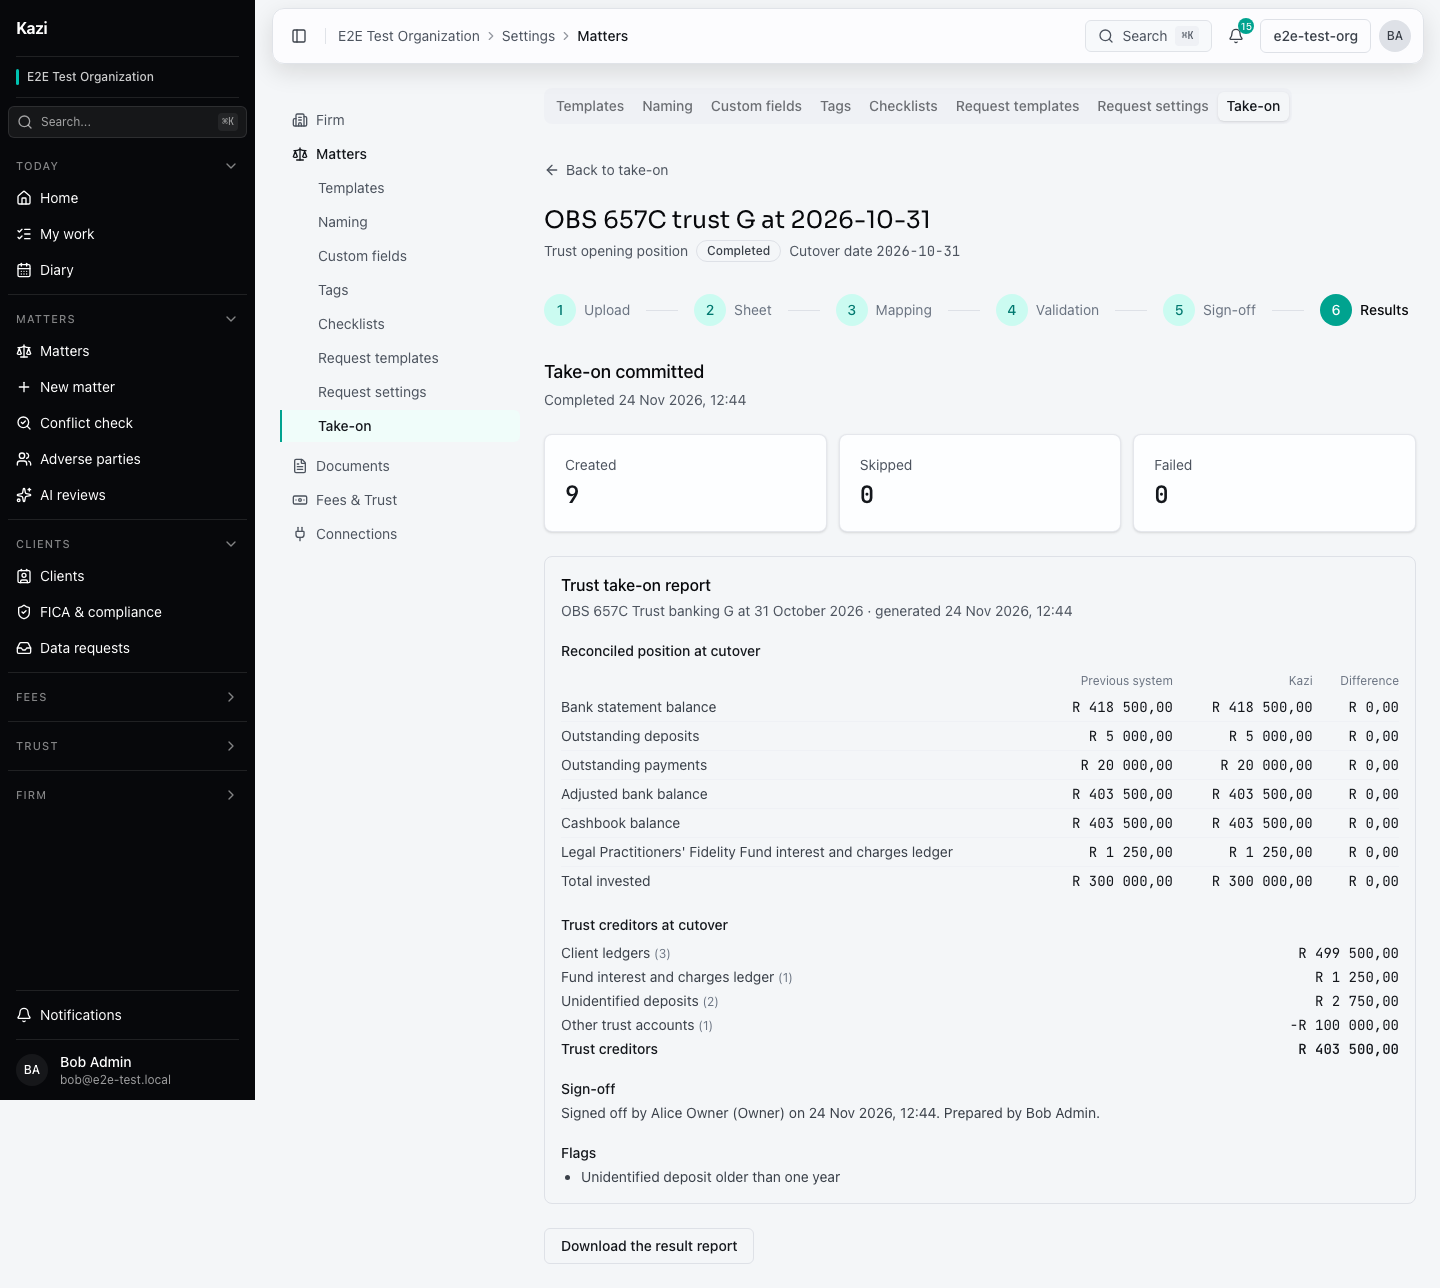 Kazi
E2E Test Organization
Search... ⌘K
TODAY
Home
My work
Diary
MATTERS
Matters
New matter
Conflict check
Adverse parties
AI reviews
CLIENTS
Clients
FICA & compliance
Data requests
FEES
TRUST
FIRM
Notifications
BA
Bob Admin
bob@e2e-test.local
E2E Test Organization > Settings > Matters
Search ⌘K
15
e2e-test-org
BA
Firm
Matters
Templates
Naming
Custom fields
Tags
Checklists
Request templates
Request settings
Take-on
Documents
Fees & Trust
Connections
Templates Naming Custom fields Tags Checklists Request templates Request settings Take-on
← Back to take-on
OBS 657C trust G at 2026-10-31
Trust opening position Completed Cutover date 2026-10-31
1 Upload 2 Sheet 3 Mapping 4 Validation 5 Sign-off 6 Results
Take-on committed
Completed 24 Nov 2026, 12:44
Created
9
Skipped
0
Failed
0
Trust take-on report
OBS 657C Trust banking G at 31 October 2026 · generated 24 Nov 2026, 12:44
Reconciled position at cutover
Previous system Kazi Difference
Bank statement balance R 418 500,00 R 418 500,00 R 0,00
Outstanding deposits R 5 000,00 R 5 000,00 R 0,00
Outstanding payments R 20 000,00 R 20 000,00 R 0,00
Adjusted bank balance R 403 500,00 R 403 500,00 R 0,00
Cashbook balance R 403 500,00 R 403 500,00 R 0,00
Legal Practitioners' Fidelity Fund interest and charges ledger R 1 250,00 R 1 250,00 R 0,00
Total invested R 300 000,00 R 300 000,00 R 0,00
Trust creditors at cutover
Client ledgers (3) R 499 500,00
Fund interest and charges ledger (1) R 1 250,00
Unidentified deposits (2) R 2 750,00
Other trust accounts (1) -R 100 000,00
Trust creditors R 403 500,00
Sign-off
Signed off by Alice Owner (Owner) on 24 Nov 2026, 12:44. Prepared by Bob Admin.
Flags
• Unidentified deposit older than one year
Download the result report